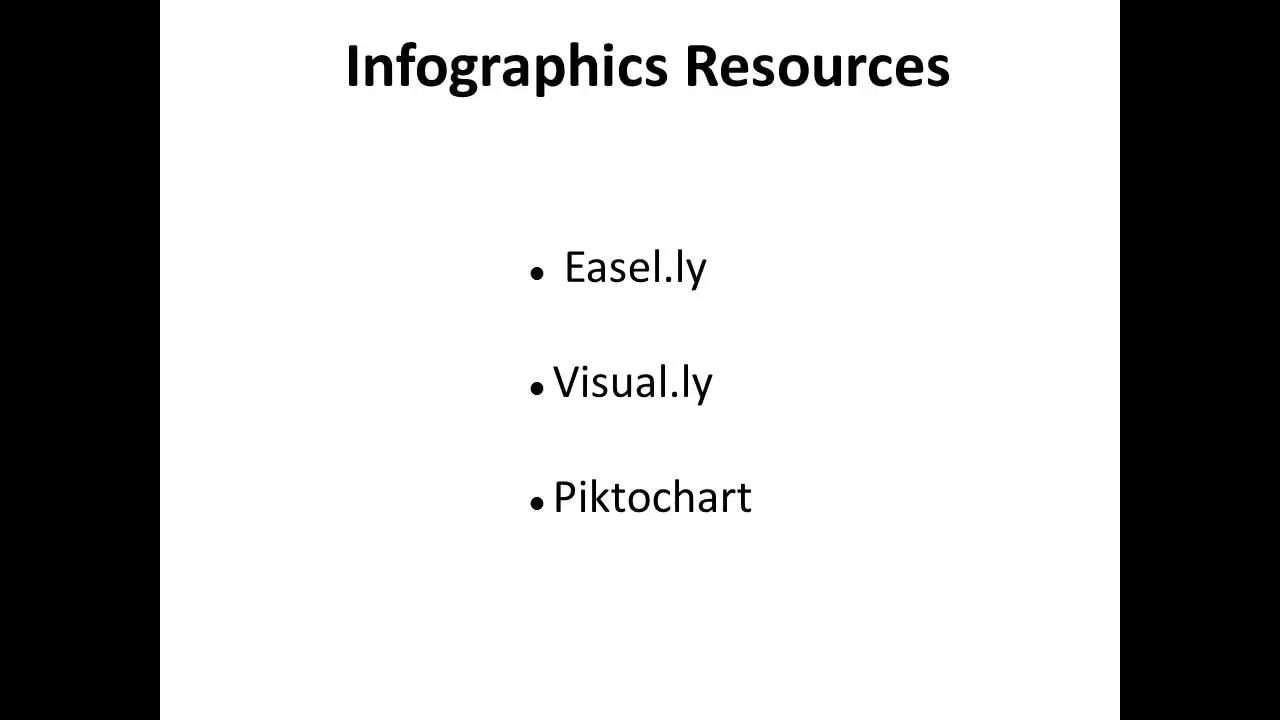 Infographics Resources
• Easel.ly
• Visual.ly
• Piktochart